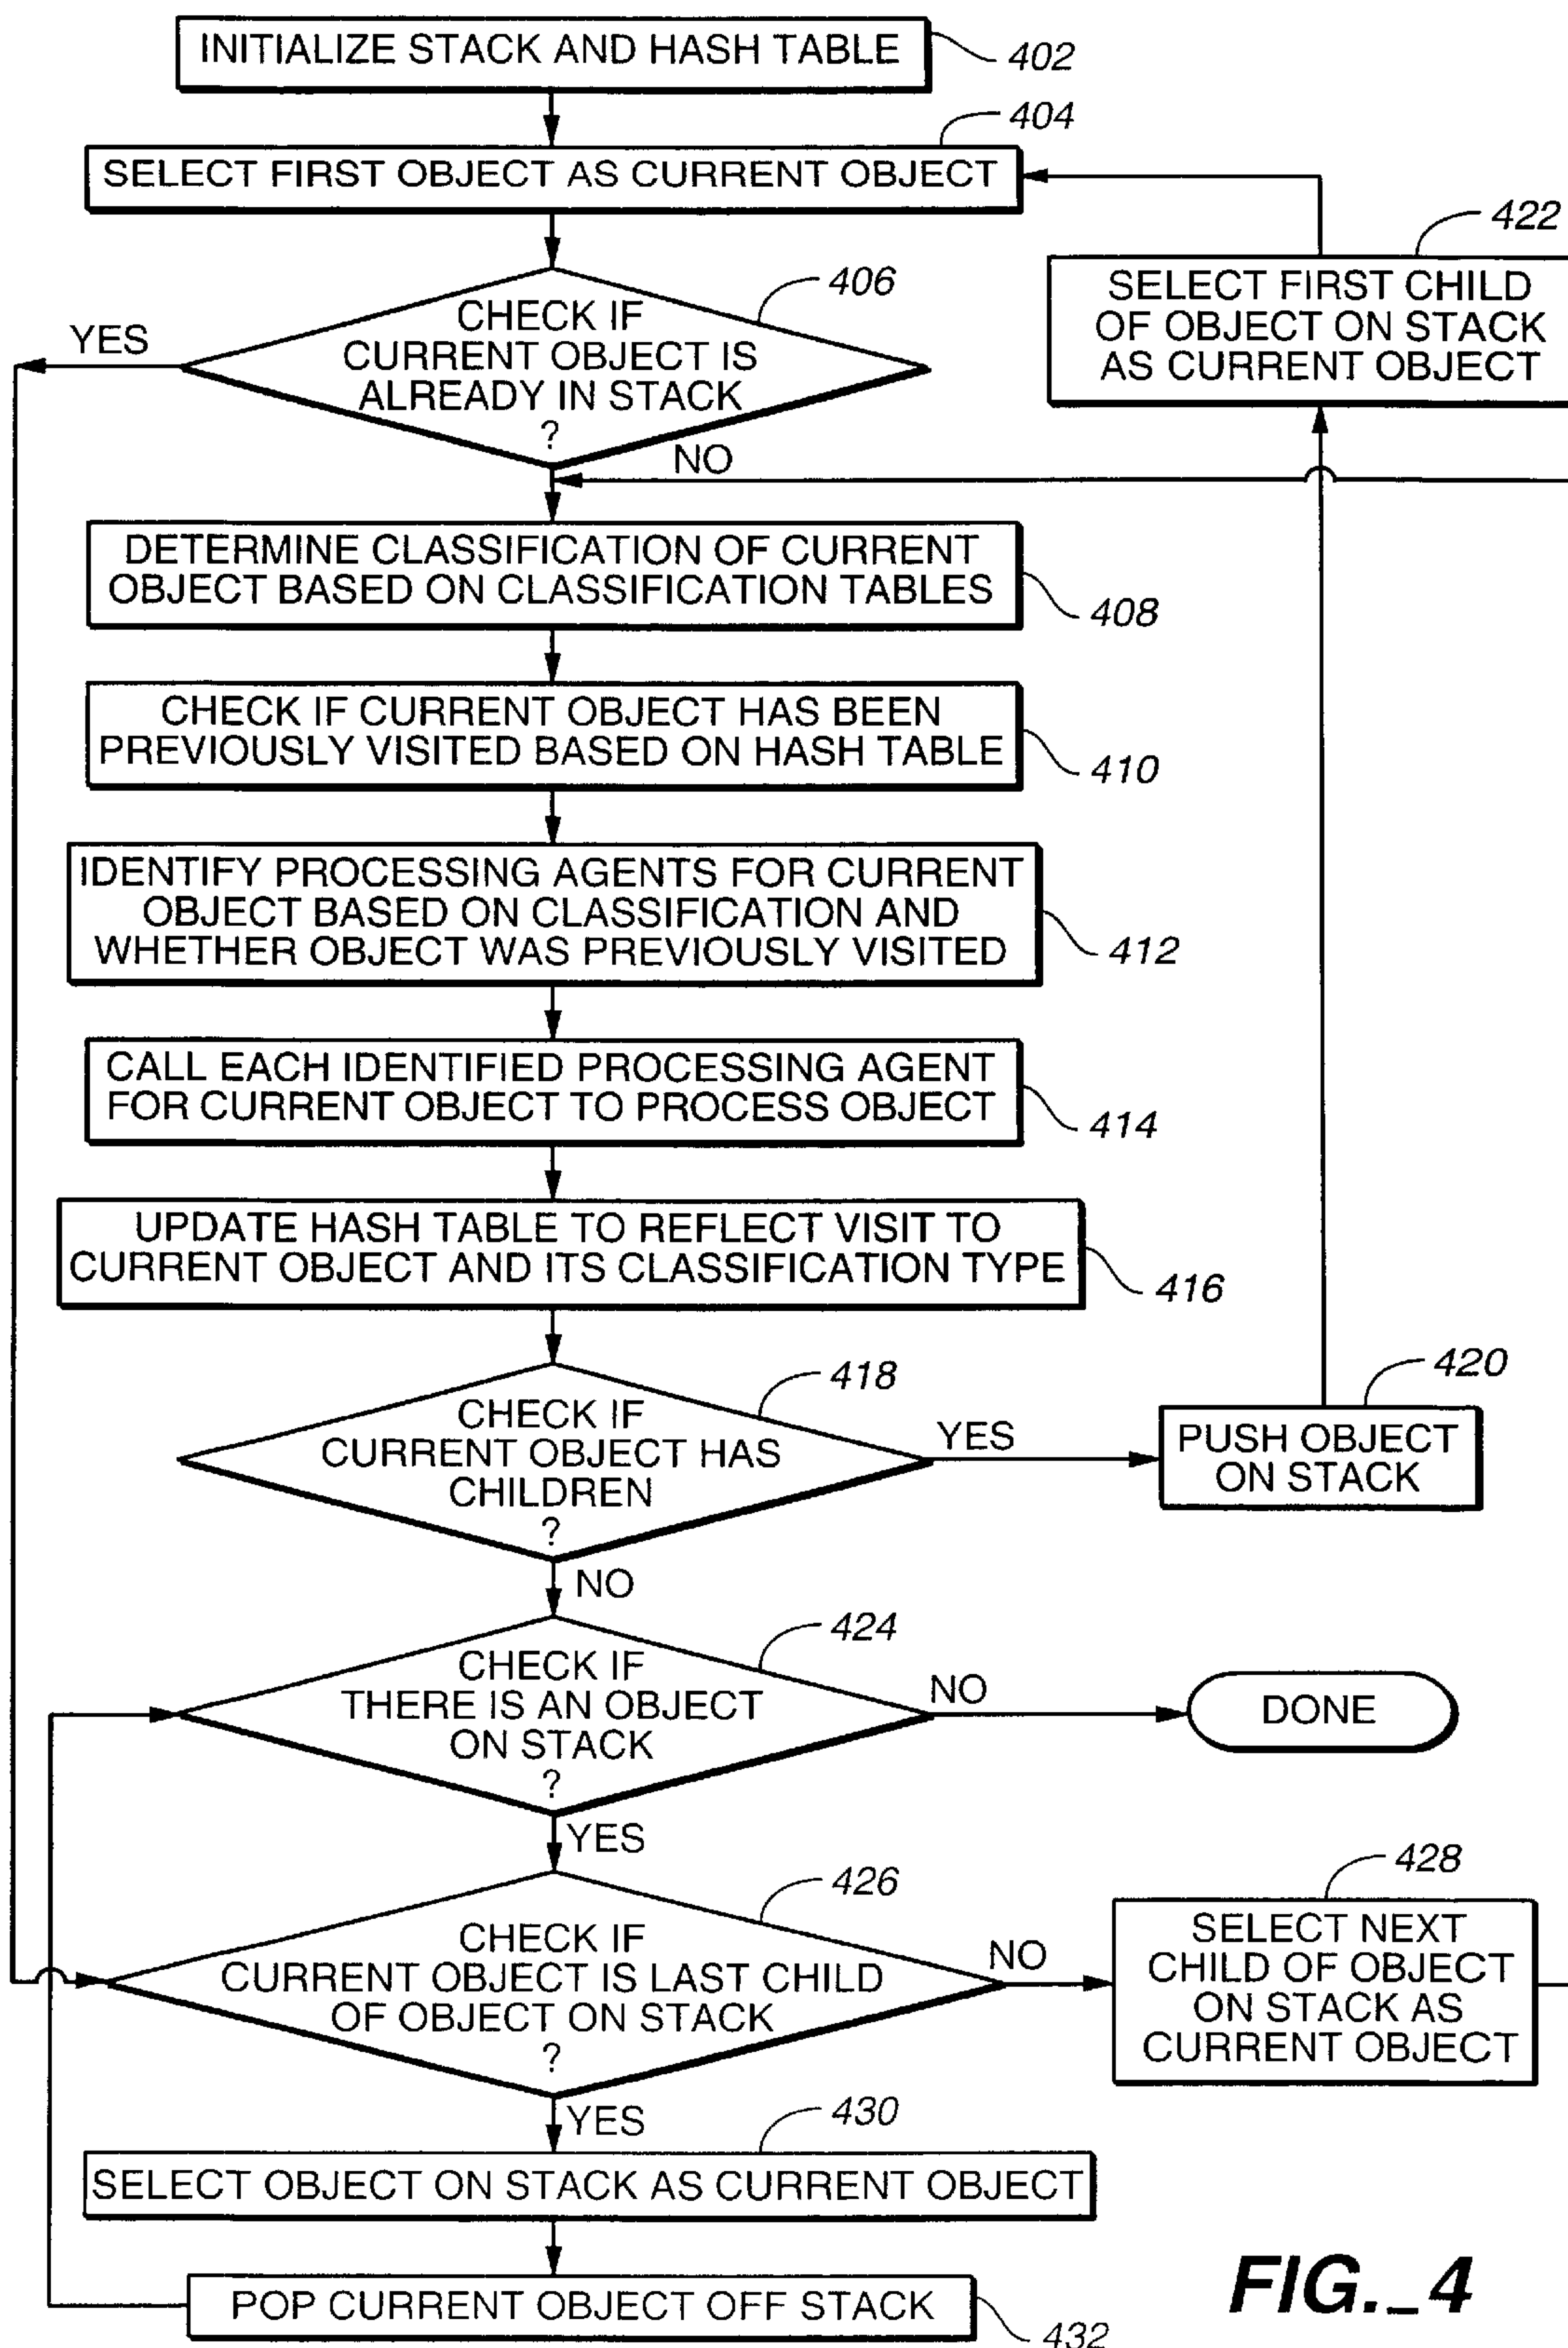 INITIALIZE STACK AND HASH TABLE
402
404
SELECT FIRST OBJECT AS CURRENT OBJECT
422
SELECT FIRST CHILD
OF OBJECT ON STACK
AS CURRENT OBJECT
406
CHECK IF
CURRENT OBJECT IS
ALREADY IN STACK
?
YES
NO
DETERMINE CLASSIFICATION OF CURRENT
OBJECT BASED ON CLASSIFICATION TABLES
408
CHECK IF CURRENT OBJECT HAS BEEN
PREVIOUSLY VISITED BASED ON HASH TABLE
410
IDENTIFY PROCESSING AGENTS FOR CURRENT
OBJECT BASED ON CLASSIFICATION AND
WHETHER OBJECT WAS PREVIOUSLY VISITED
412
CALL EACH IDENTIFIED PROCESSING AGENT
FOR CURRENT OBJECT TO PROCESS OBJECT
414
UPDATE HASH TABLE TO REFLECT VISIT TO
CURRENT OBJECT AND ITS CLASSIFICATION TYPE
416
418
CHECK IF
CURRENT OBJECT HAS
CHILDREN
?
YES
420
PUSH OBJECT
ON STACK
NO
424
CHECK IF
THERE IS AN OBJECT
ON STACK
?
NO
DONE
YES
426
CHECK IF
CURRENT OBJECT IS LAST CHILD
OF OBJECT ON STACK
?
NO
428
SELECT NEXT
CHILD OF OBJECT
ON STACK AS
CURRENT OBJECT
YES
430
SELECT OBJECT ON STACK AS CURRENT OBJECT
POP CURRENT OBJECT OFF STACK
432
FIG._4